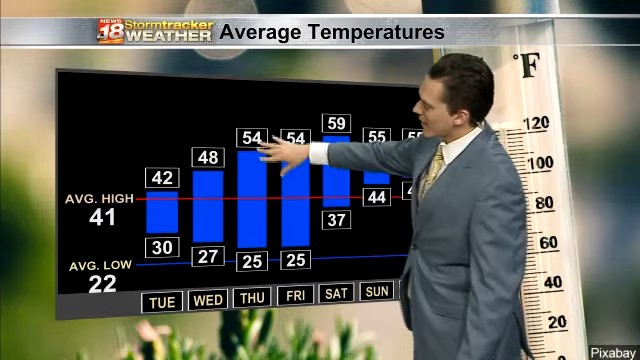 NEWS 18 Stormtracker WEATHER
Average Temperatures
°F
120
100
80
60
40
20
59
54 54 55
48
42
AVG. HIGH
41
44
37
30
27
25 25
AVG. LOW
22
TUE WED THU FRI SAT SUN
Pixabay